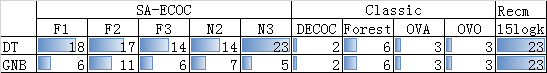 SA-ECOC Classic Recm
F1 F2 F3 N2 N3 DECOC Forest OVA OVO 15logk
DT 18 17 14 14 23 2 6 3 3 23
GNB 6 11 6 7 5 2 6 3 3 23